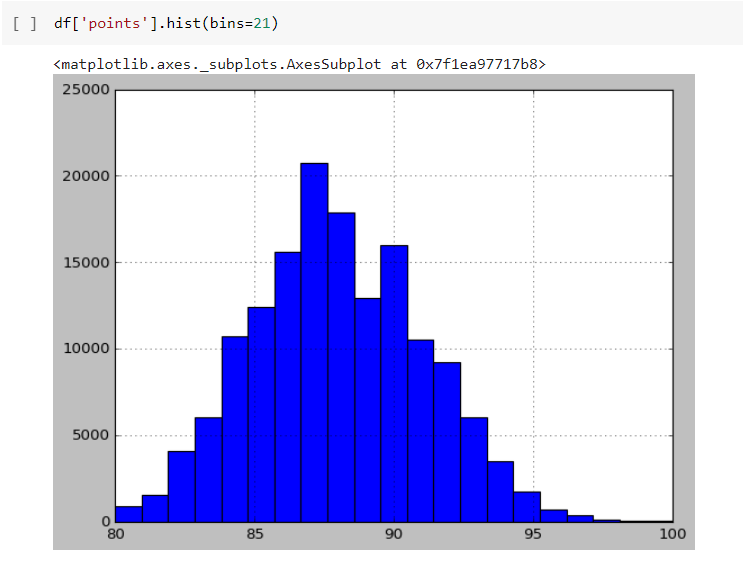 [ ] df['points'].hist(bins=21)
<matplotlib.axes._subplots.AxesSubplot at 0x7f1ea97717b8>
25000
20000
15000
10000
5000
0
80 85 90 95 100